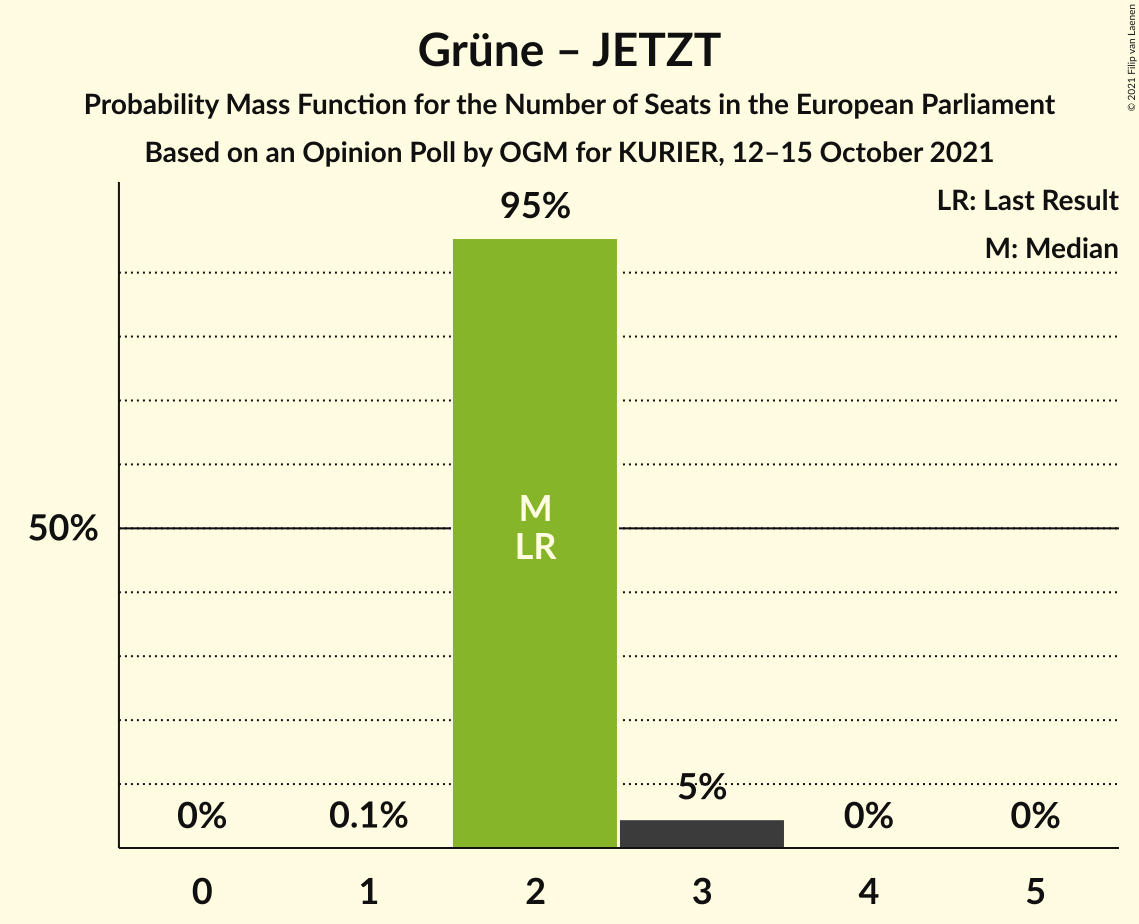 Grüne – JETZT
Probability Mass Function for the Number of Seats in the European Parliament
Based on an Opinion Poll by OGM for KURIER, 12–15 October 2021
© 2021 Filip van Laenen
LR: Last Result
M: Median
95%
50%
M
LR
0%
0.1%
5%
0%
0%
0
1
2
3
4
5